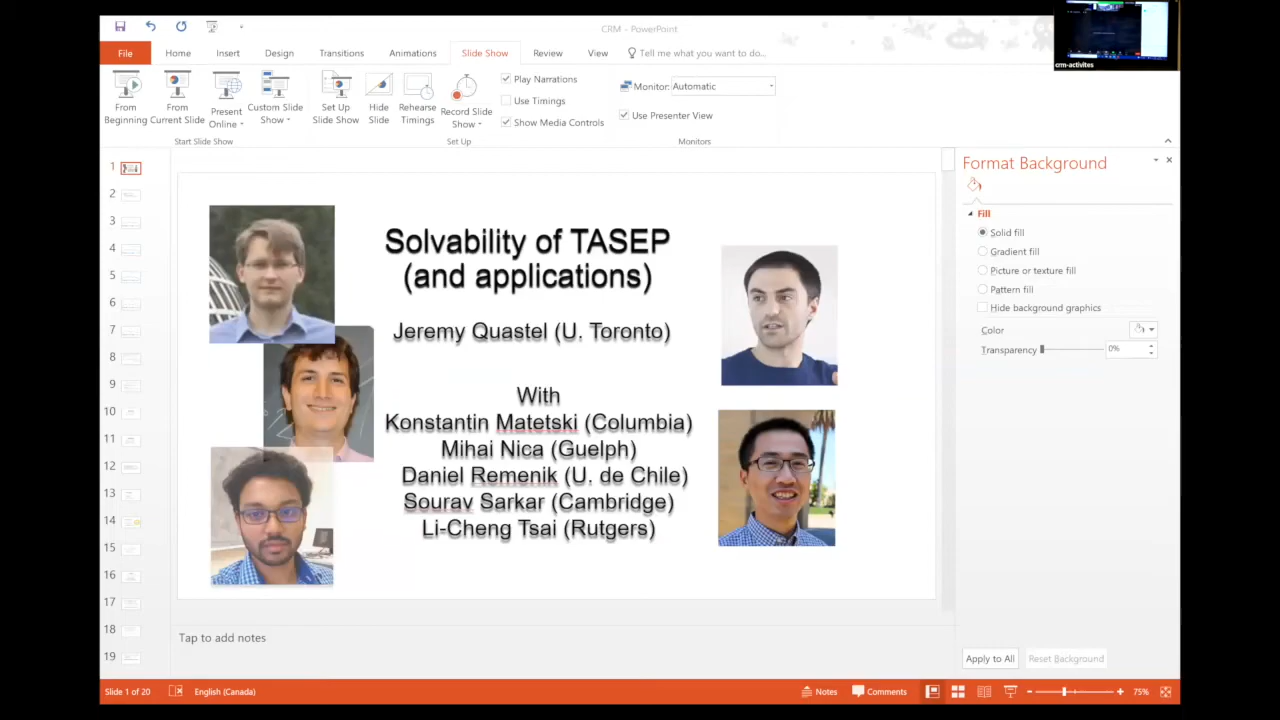 CRM - PowerPoint
File Home Insert Design Transitions Animations Slide Show Review View Tell me what you want to do...
crm-activites
From Beginning
From Current Slide
Present Online
Custom Slide Show
Set Up Slide Show
Hide Slide
Rehearse Timings
Record Slide Show
Play Narrations
Use Timings
Show Media Controls
Monitor: Automatic
Use Presenter View
Start Slide Show Set Up Monitors
1
2
3
4
5
6
7
8
9
10
11
12
13
14
15
16
17
18
19
Solvability of TASEP
(and applications)
Jeremy Quastel (U. Toronto)
With
Konstantin Matetski (Columbia)
Mihai Nica (Guelph)
Daniel Remenik (U. de Chile)
Sourav Sarkar (Cambridge)
Li-Cheng Tsai (Rutgers)
Tap to add notes
Format Background
Fill
Solid fill
Gradient fill
Picture or texture fill
Pattern fill
Hide background graphics
Color
Transparency 0%
Apply to All Reset Background
Slide 1 of 20 English (Canada) Notes Comments 75%